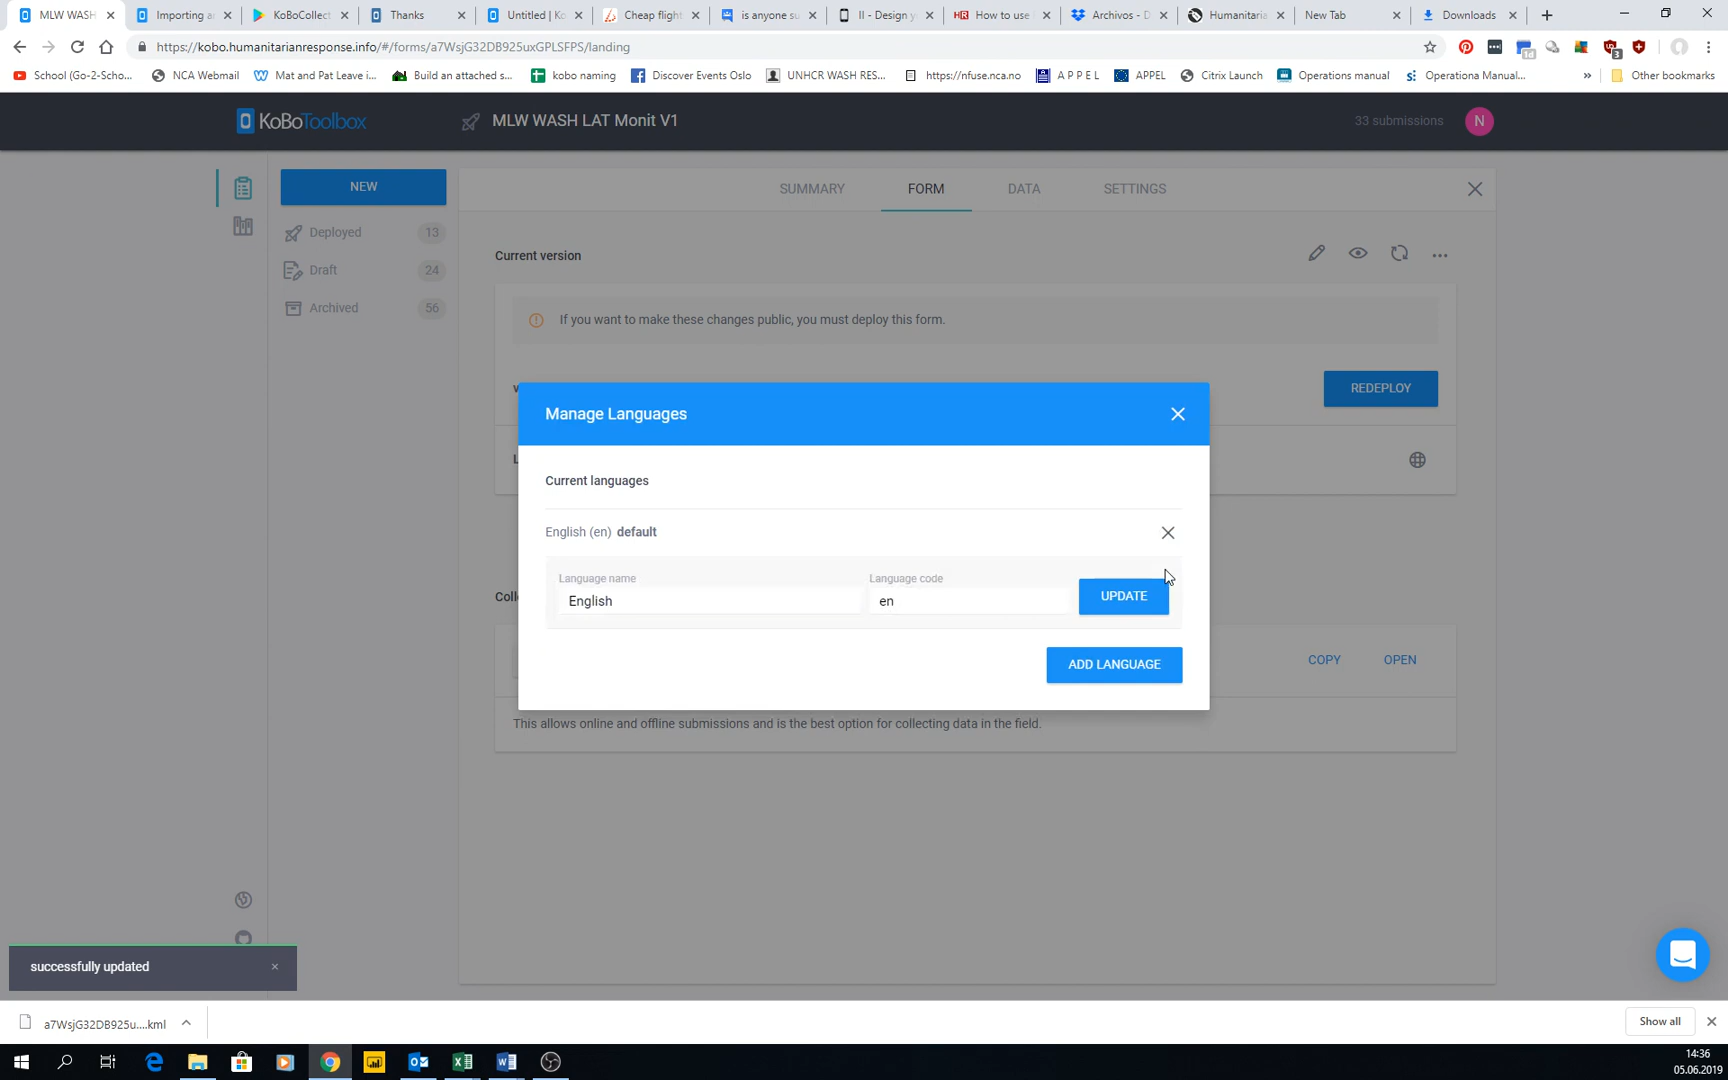 MLW WASH
Importing a
KoBoCollect
Thanks
Untitled | Ko
Cheap flight
is anyone su
II - Design y
How to use
Archivos - D
Humanitaria
New Tab
Downloads
https://kobo.humanitarianresponse.info/#/forms/a7WsjG32DB925uxGPLSFPS/landing
School (Go-2-Scho...
NCA Webmail
Mat and Pat Leave i...
Build an attached s...
kobo naming
Discover Events Oslo
UNHCR WASH RES...
https://nfuse.nca.no
A P P E L
APPEL
Citrix Launch
Operations manual
Operationa Manual...
»
Other bookmarks
KoBoToolbox
MLW WASH LAT Monit V1
33 submissions
N
NEW
SUMMARY
FORM
DATA
SETTINGS
Deployed 13
Draft 24
Archived 56
Current version
If you want to make these changes public, you must deploy this form.
REDEPLOY
Manage Languages
Current languages
English (en) default
Language name
Language code
English
en
UPDATE
ADD LANGUAGE
Coll
COPY
OPEN
This allows online and offline submissions and is the best option for collecting data in the field.
successfully updated
a7WsjG32DB925u....kml
Show all
14:36
05.06.2019